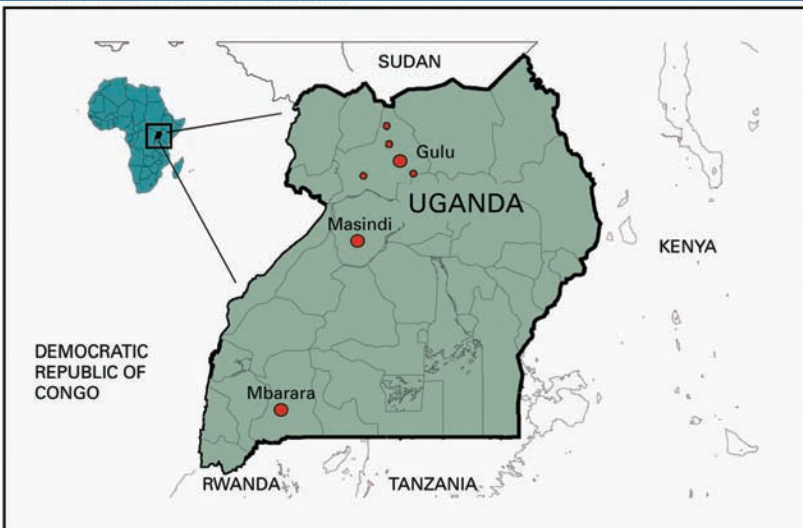 SUDAN
Gulu
UGANDA
Masindi
KENYA
DEMOCRATIC
REPUBLIC OF
CONGO
Mbarara
RWANDA
TANZANIA